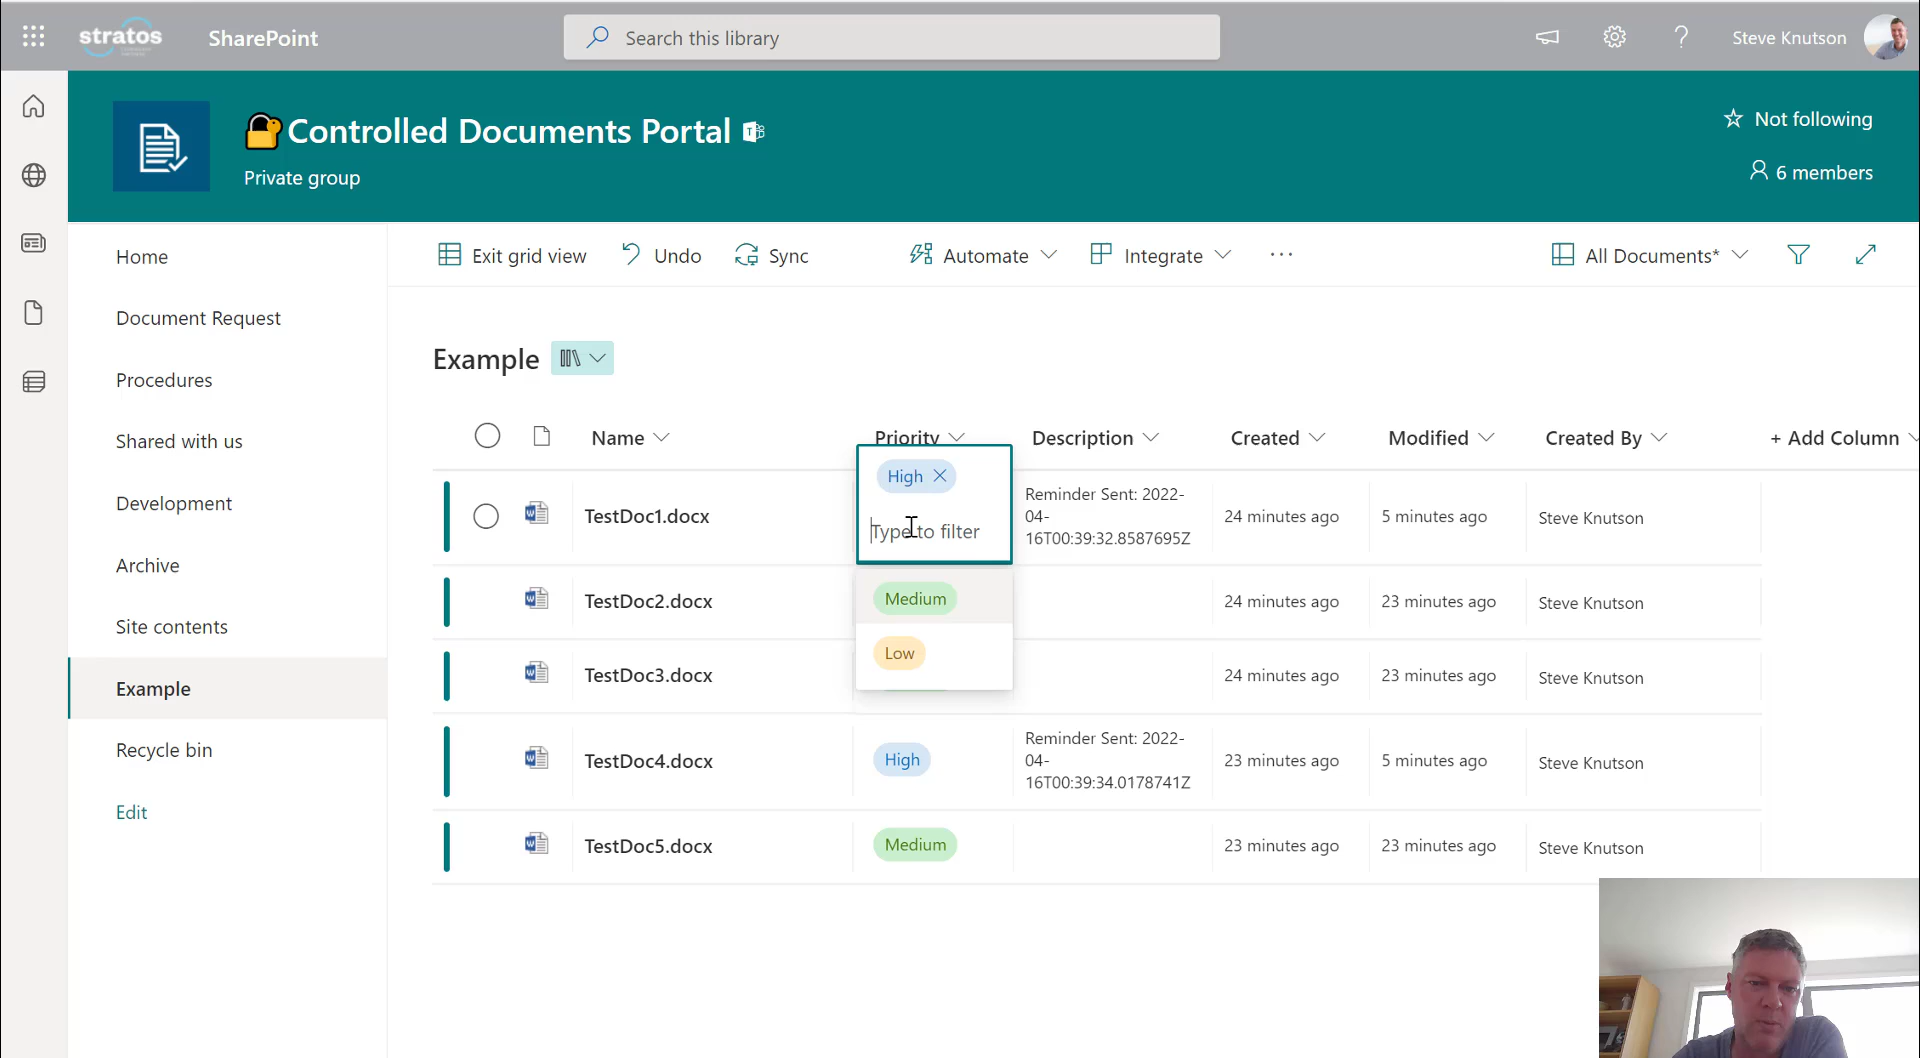 stratos
SharePoint
Search this library
Steve Knutson
Controlled Documents Portal
Private group
Not following
6 members
Home
Document Request
Procedures
Shared with us
Development
Archive
Site contents
Example
Recycle bin
Edit
Exit grid view
Undo
Sync
Automate
Integrate
All Documents*
Example
Name
Priority
Description
Created
Modified
Created By
+ Add Column
TestDoc1.docx
High
Type to filter
Medium
Low
Reminder Sent: 2022-
04-
16T00:39:32.8587695Z
24 minutes ago
5 minutes ago
Steve Knutson
TestDoc2.docx
24 minutes ago
23 minutes ago
Steve Knutson
TestDoc3.docx
24 minutes ago
23 minutes ago
Steve Knutson
TestDoc4.docx
High
Reminder Sent: 2022-
04-
16T00:39:34.0178741Z
23 minutes ago
5 minutes ago
Steve Knutson
TestDoc5.docx
Medium
23 minutes ago
23 minutes ago
Steve Knutson